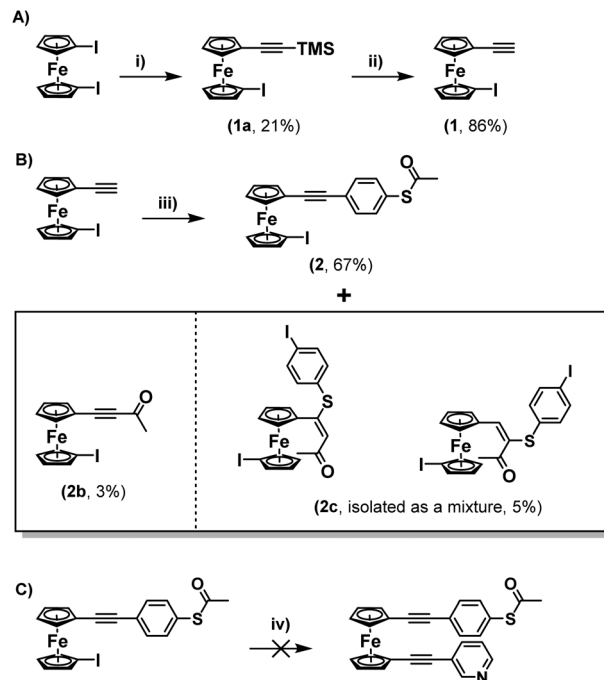 A)
I
Fe
I
i)
TMS
Fe
I
(1a, 21%)
ii)
Fe
I
(1, 86%)
B)
Fe
I
iii)
O
S
Fe
I
(2, 67%)
+
O
Fe
I
(2b, 3%)
I
S
Fe
I
O
I
S
Fe
I
O
(2c, isolated as a mixture, 5%)
C)
O
S
Fe
I
iv)
O
S
Fe
N